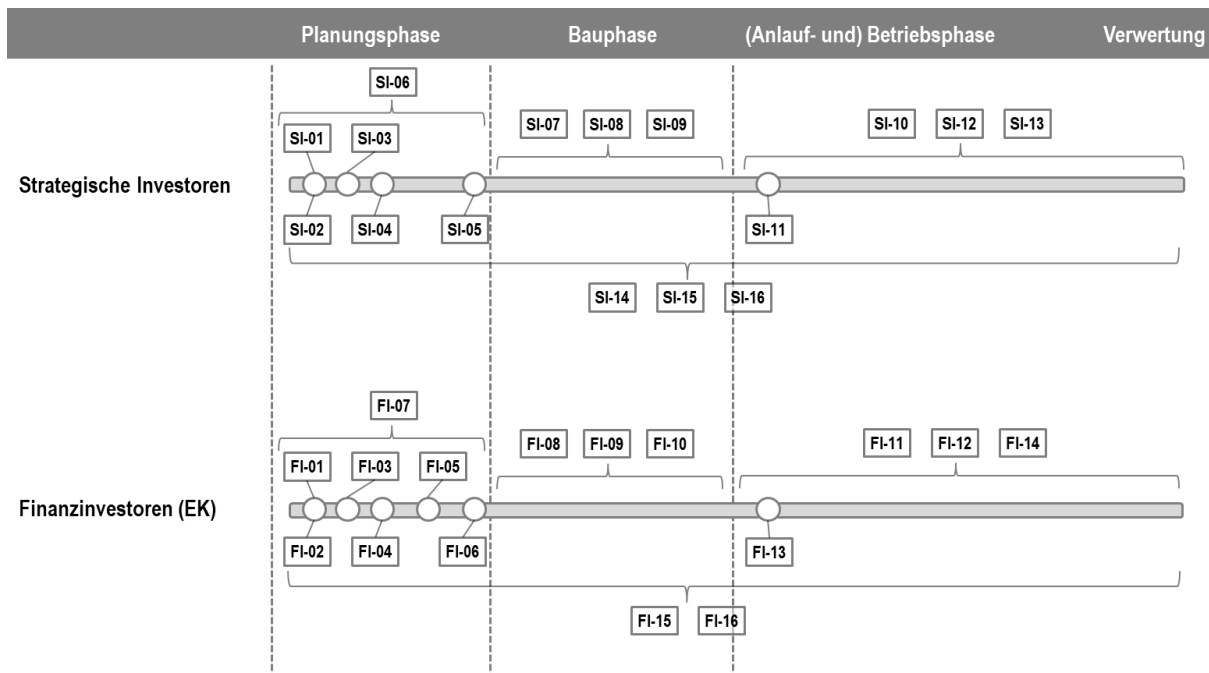 Planungsphase Bauphase (Anlauf- und) Betriebsphase Verwertung
SI-06
SI-07 SI-08 SI-09 SI-10 SI-12 SI-13
SI-01 SI-03
Strategische Investoren
SI-02 SI-04 SI-05 SI-11
SI-14 SI-15 SI-16
FI-07
FI-08 FI-09 FI-10 FI-11 FI-12 FI-14
FI-01 FI-03 FI-05
Finanzinvestoren (EK)
FI-02 FI-04 FI-06 FI-13
FI-15 FI-16